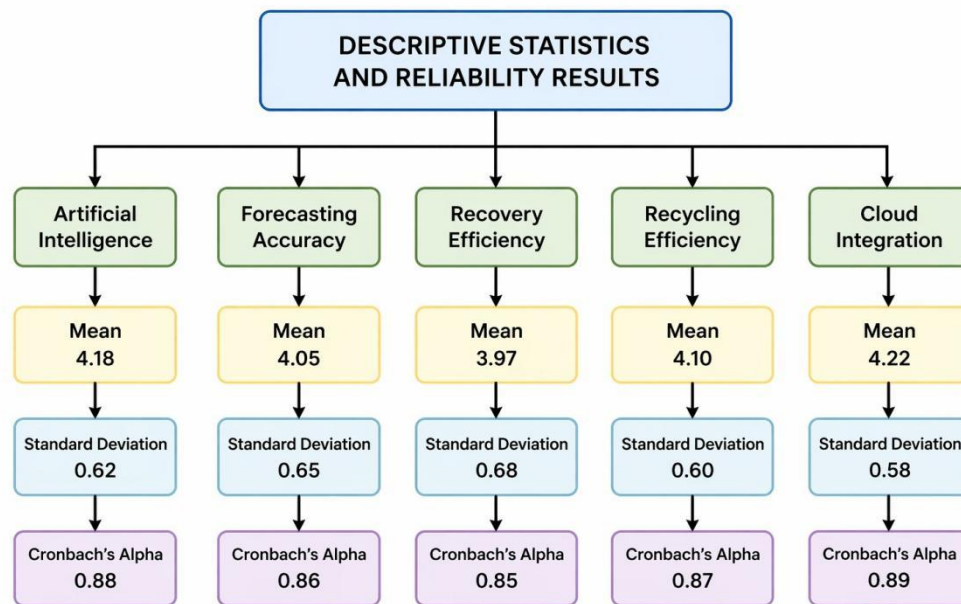 DESCRIPTIVE STATISTICS
AND RELIABILITY RESULTS
Artificial
Intelligence
Forecasting
Accuracy
Recovery
Efficiency
Recycling
Efficiency
Cloud
Integration
Mean
4.18
Mean
4.05
Mean
3.97
Mean
4.10
Mean
4.22
Standard Deviation
0.62
Standard Deviation
0.65
Standard Deviation
0.68
Standard Deviation
0.60
Standard Deviation
0.58
Cronbach's Alpha
0.88
Cronbach's Alpha
0.86
Cronbach's Alpha
0.85
Cronbach's Alpha
0.87
Cronbach's Alpha
0.89